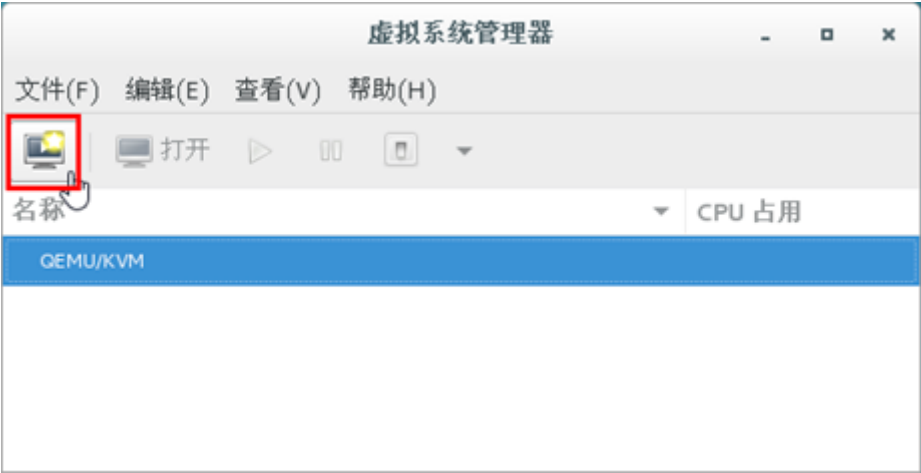 虚拟系统管理器
文件(F) 编辑(E) 查看(V) 帮助(H)
打开
名称 CPU 占用
QEMU/KVM